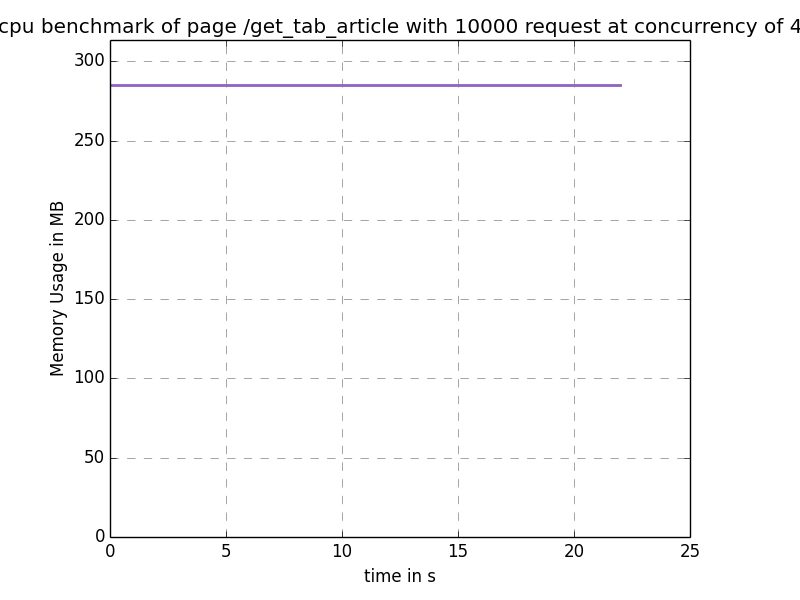 cpu benchmark of page /get_tab_article with 10000 request at concurrency of 4
300
250
200
150
100
50
0
Memory Usage in MB
0 5 10 15 20 25
time in s